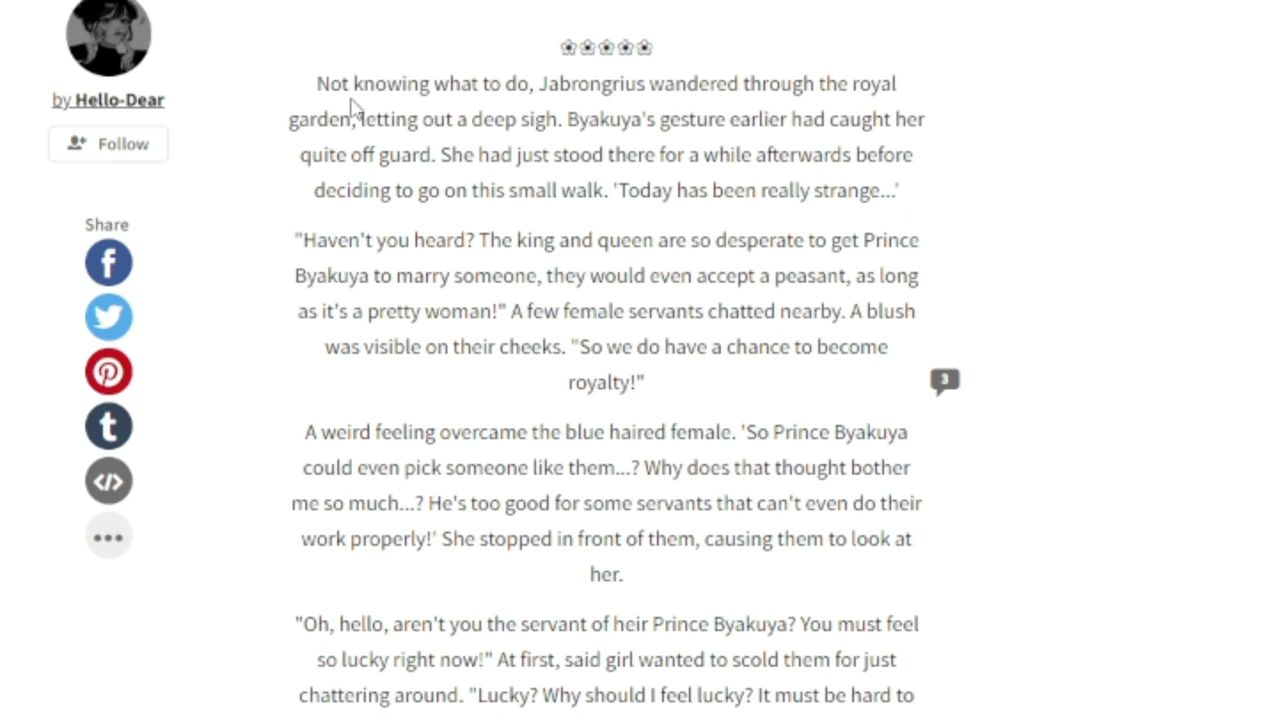 ❀❀❀❀❀
Not knowing what to do, Jabrongrius wandered through the royal
garden, letting out a deep sigh. Byakuya's gesture earlier had caught her
quite off guard. She had just stood there for a while afterwards before
deciding to go on this small walk. 'Today has been really strange...'
by Hello-Dear
Follow
Share
"Haven't you heard? The king and queen are so desperate to get Prince
Byakuya to marry someone, they would even accept a peasant, as long
as it's a pretty woman!" A few female servants chatted nearby. A blush
was visible on their cheeks. "So we do have a chance to become
royalty!"
3
A weird feeling overcame the blue haired female. 'So Prince Byakuya
could even pick someone like them...? Why does that thought bother
me so much...? He's too good for some servants that can't even do their
work properly!' She stopped in front of them, causing them to look at
her.
"Oh, hello, aren't you the servant of heir Prince Byakuya? You must feel
so lucky right now!" At first, said girl wanted to scold them for just
chattering around. "Lucky? Why should I feel lucky? It must be hard to